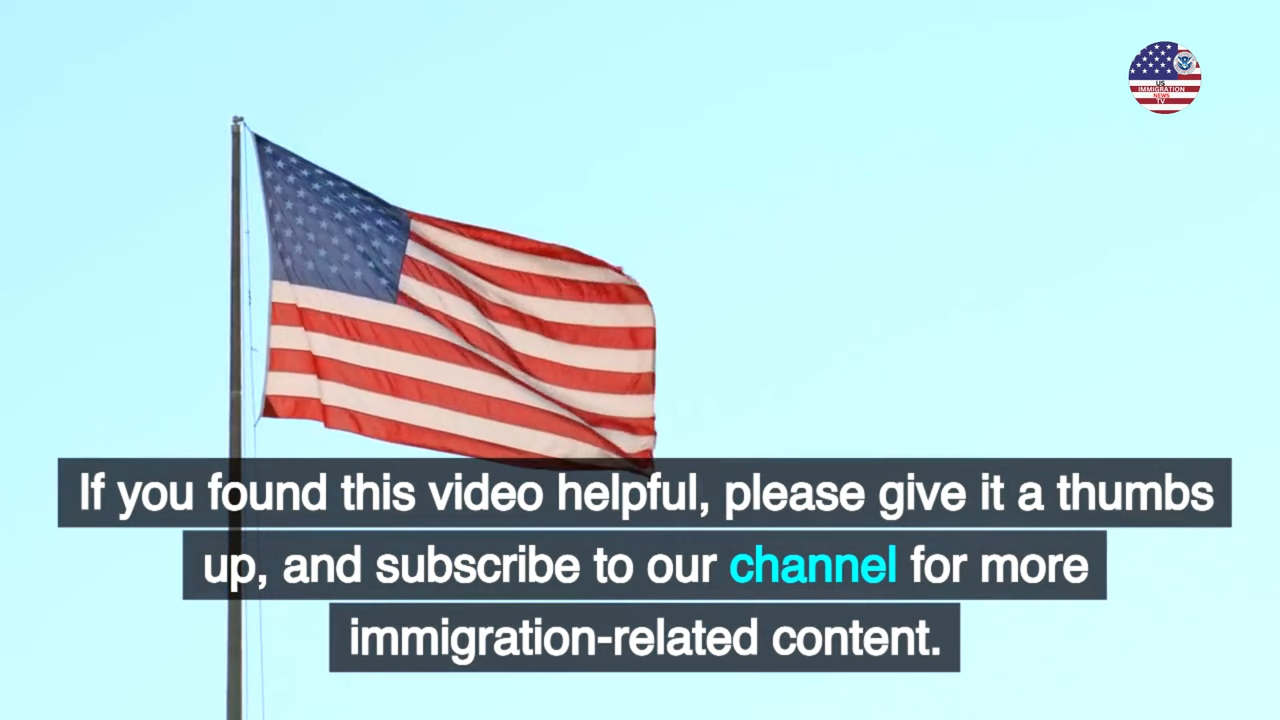 US
IMMIGRATION
NEWS
TV
If you found this video helpful, please give it a thumbs
up, and subscribe to our channel for more
immigration-related content.